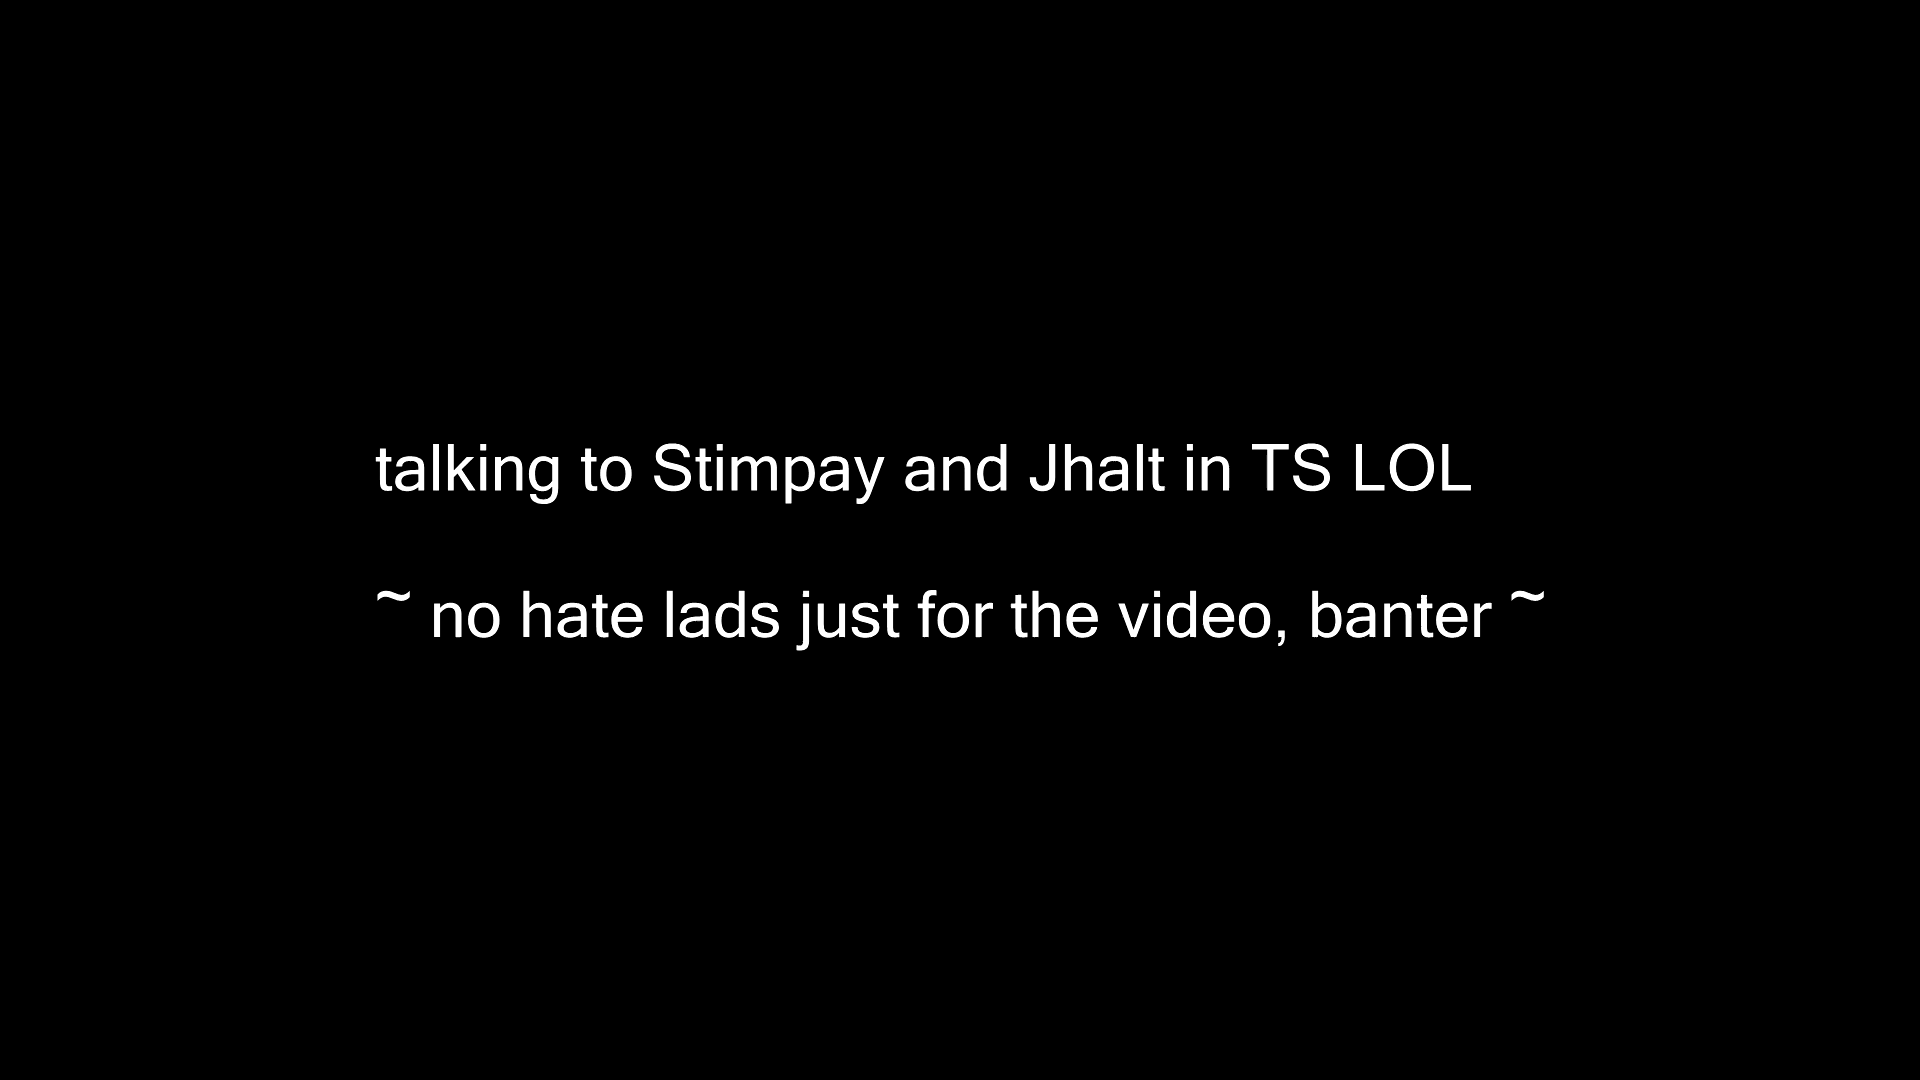 talking to Stimpay and Jhalt in TS LOL
~ no hate lads just for the video, banter ~